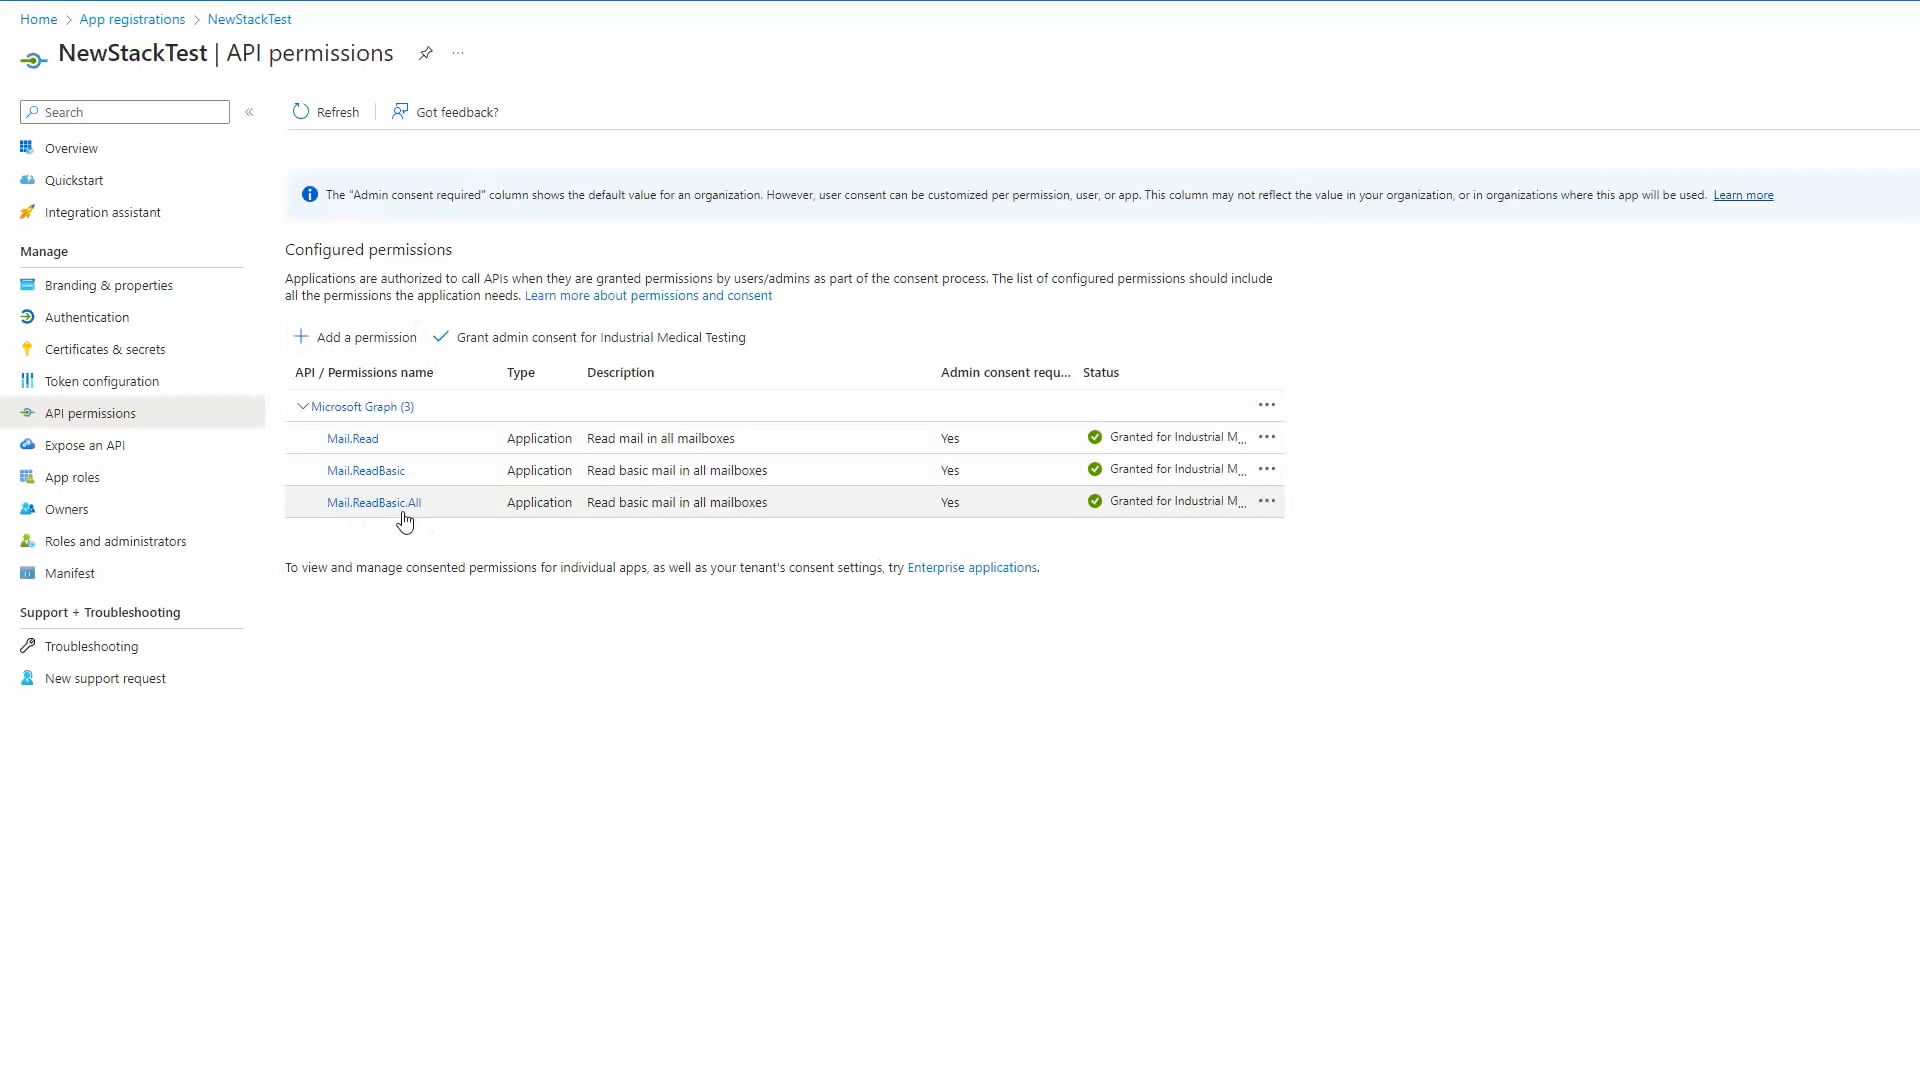 Home > App registrations > NewStackTest
NewStackTest | API permissions ...
Search «
Refresh Got feedback?
Overview
Quickstart
Integration assistant
Manage
Branding & properties
Authentication
Certificates & secrets
Token configuration
API permissions
Expose an API
App roles
Owners
Roles and administrators
Manifest
Support + Troubleshooting
Troubleshooting
New support request
The "Admin consent required" column shows the default value for an organization. However, user consent can be customized per permission, user, or app. This column may not reflect the value in your organization, or in organizations where this app will be used. Learn more
Configured permissions
Applications are authorized to call APIs when they are granted permissions by users/admins as part of the consent process. The list of configured permissions should include
all the permissions the application needs. Learn more about permissions and consent
Add a permission Grant admin consent for Industrial Medical Testing
API / Permissions name Type Description Admin consent requ... Status
Microsoft Graph (3) ...
Mail.Read Application Read mail in all mailboxes Yes Granted for Industrial M... ...
Mail.ReadBasic Application Read basic mail in all mailboxes Yes Granted for Industrial M... ...
Mail.ReadBasic.All Application Read basic mail in all mailboxes Yes Granted for Industrial M... ...
To view and manage consented permissions for individual apps, as well as your tenant's consent settings, try Enterprise applications.